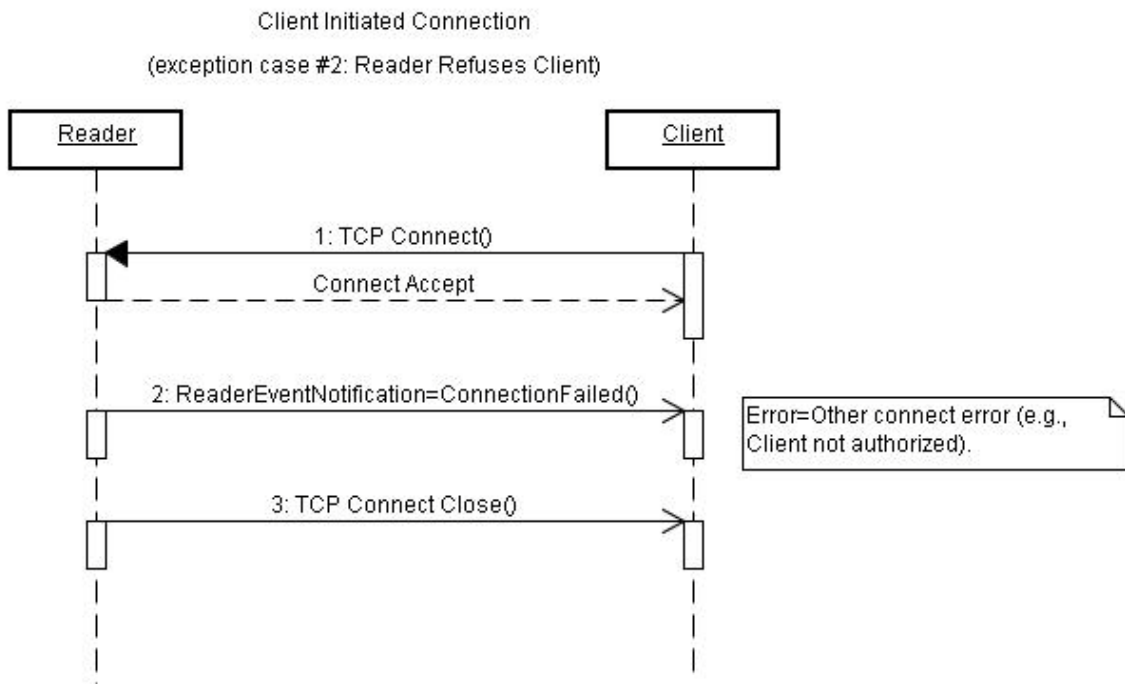 Client Initiated Connection
(exception case #2: Reader Refuses Client)
Reader
Client
1: TCP Connect()
Connect Accept
2: ReaderEventNotification=ConnectionFailed()
Error=Other connect error (e.g.,
Client not authorized).
3: TCP Connect Close()